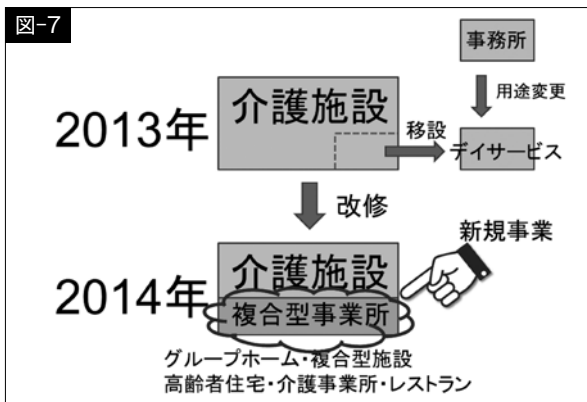 図-7
事務所
用途変更
2013年
介護施設
移設
デイサービス
改修
新規事業
2014年
介護施設
複合型事業所
グループホーム・複合型施設
高齢者住宅・介護事業所・レストラン